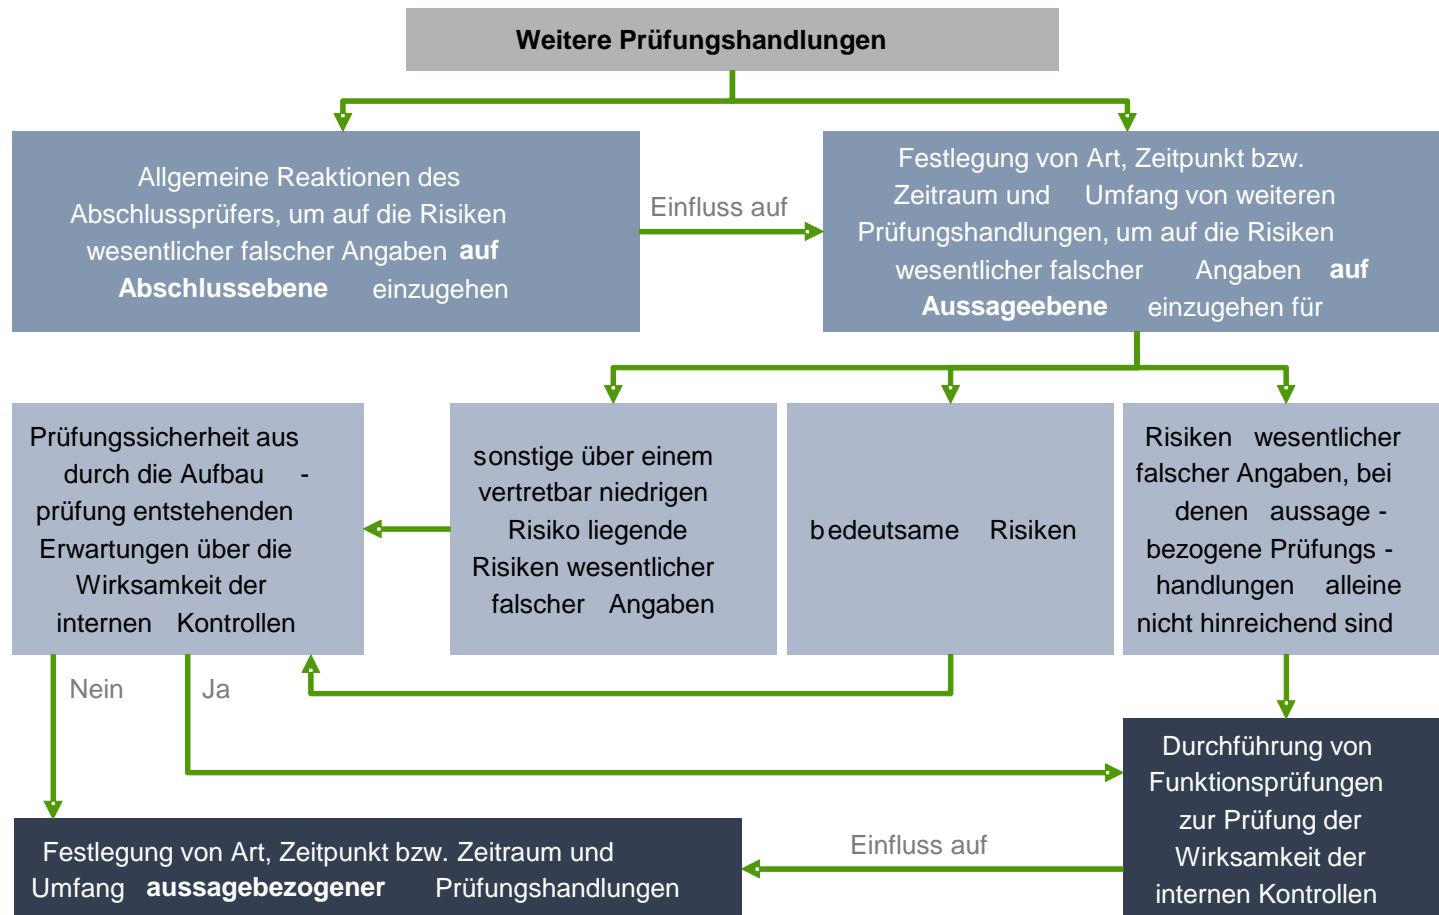 Weitere Prüfungshandlungen
Allgemeine Reaktionen des
Abschlussprüfers, um auf die Risiken
wesentlicher falscher Angaben auf
Abschlussebene einzugehen
Einfluss auf
Festlegung von Art, Zeitpunkt bzw.
Zeitraum und Umfang von weiteren
Prüfungshandlungen, um auf die Risiken
wesentlicher falscher Angaben auf
Aussageebene einzugehen für
Prüfungssicherheit aus
durch die Aufbau -
prüfung entstehenden
Erwartungen über die
Wirksamkeit der
internen Kontrollen
sonstige über einem
vertretbar niedrigen
Risiko liegende
Risiken wesentlicher
falscher Angaben
bedeutsame Risiken
Risiken wesentlicher
falscher Angaben, bei
denen aussage -
bezogene Prüfungs -
handlungen alleine
nicht hinreichend sind
Nein
Ja
Durchführung von
Funktionsprüfungen
zur Prüfung der
Wirksamkeit der
internen Kontrollen
Einfluss auf
Festlegung von Art, Zeitpunkt bzw. Zeitraum und
Umfang aussagebezogener Prüfungshandlungen